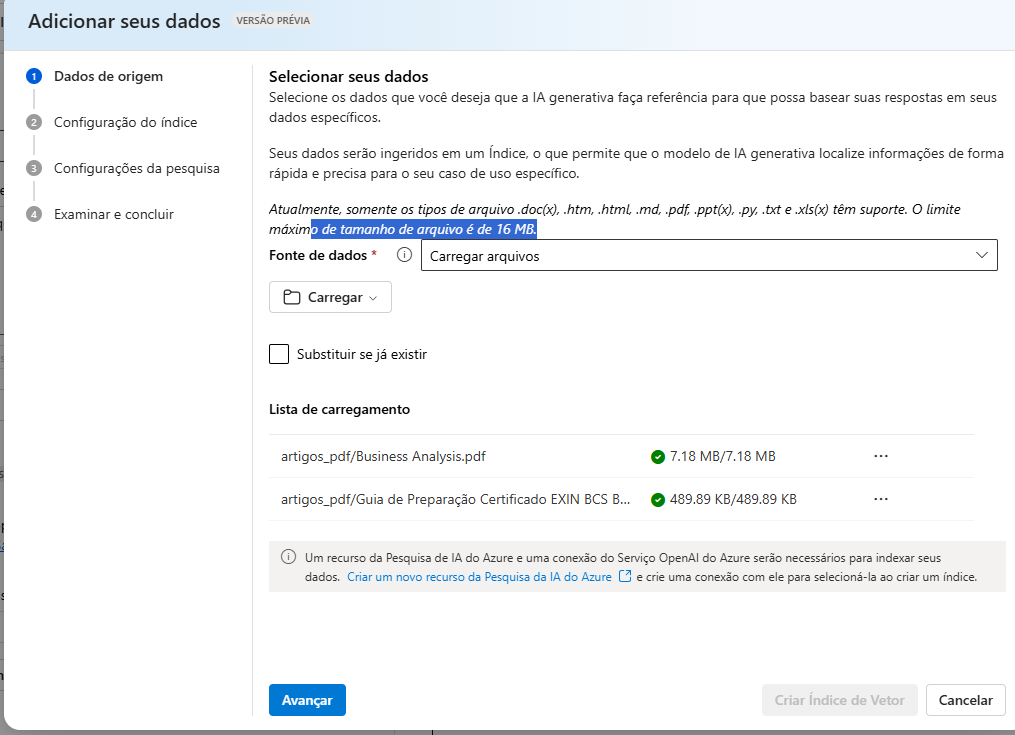 Adicionar seus dados VERSÃO PRÉVIA
1 Dados de origem
2 Configuração do índice
3 Configurações da pesquisa
4 Examinar e concluir
Selecionar seus dados
Selecione os dados que você deseja que a IA generativa faça referência para que possa basear suas respostas em seus
dados específicos.
Seus dados serão ingeridos em um Índice, o que permite que o modelo de IA generativa localize informações de forma
rápida e precisa para o seu caso de uso específico.
Atualmente, somente os tipos de arquivo .doc(x), .htm, .html, .md, .pdf, .ppt(x), .py, .txt e .xls(x) têm suporte. O limite
máximo de tamanho de arquivo é de 16 MB.
Fonte de dados * Carregar arquivos
Carregar
Substituir se já existir
Lista de carregamento
artigos_pdf/Business Analysis.pdf 7.18 MB/7.18 MB ...
artigos_pdf/Guia de Preparação Certificado EXIN BCS B... 489.89 KB/489.89 KB ...
Um recurso da Pesquisa de IA do Azure e uma conexão do Serviço OpenAI do Azure serão necessários para indexar seus
dados. Criar um novo recurso da Pesquisa da IA do Azure e crie uma conexão com ele para selecioná-la ao criar um índice.
Avançar Criar Índice de Vetor Cancelar